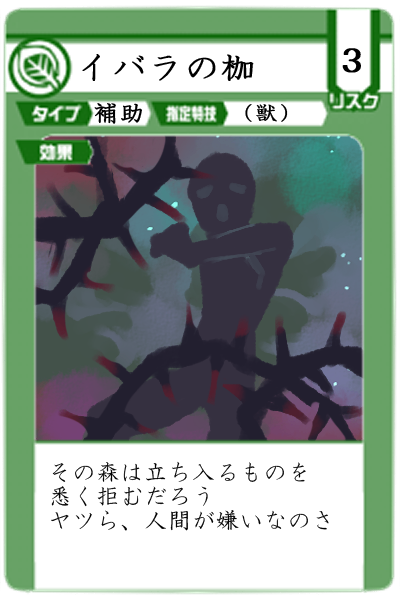 イバラの枷
3
リスク
タイプ 補助 指定特技 （獣）
効果
その森は立ち入るものを
悉く拒むだろう
ヤツら、人間が嫌いなのさ